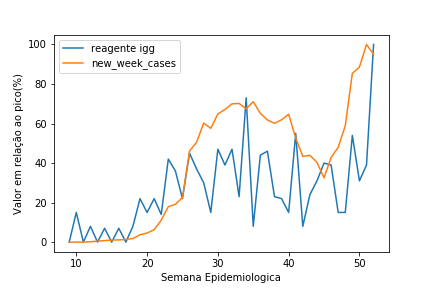 reagente igg
new_week_cases
100
80
60
40
20
0
Valor em relação ao pico(%)
10
20
30
40
50
Semana Epidemiologica